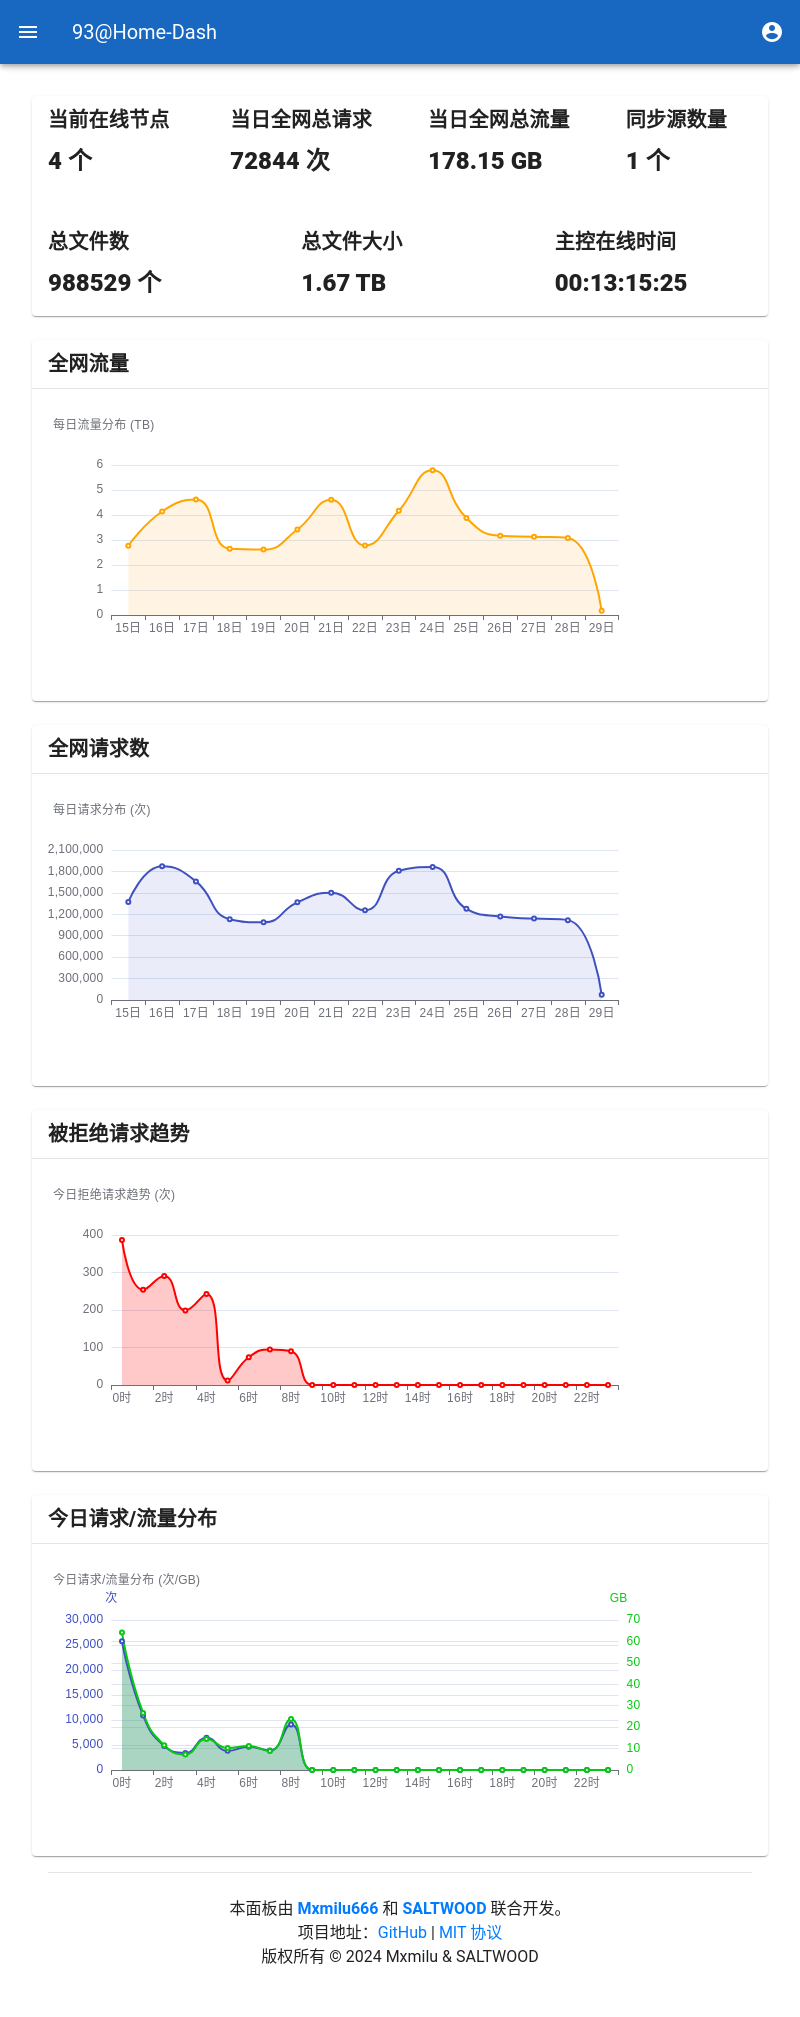 93@Home-Dash
当前在线节点 当日全网总请求 当日全网总流量 同步源数量
4 个 72844 次 178.15 GB 1 个
总文件数 总文件大小 主控在线时间
988529 个 1.67 TB 00:13:15:25
全网流量
每日流量分布 (TB)
6
5
4
3
2
1
0
15日 16日 17日 18日 19日 20日 21日 22日 23日 24日 25日 26日 27日 28日 29日
全网请求数
每日请求分布 (次)
2,100,000
1,800,000
1,500,000
1,200,000
900,000
600,000
300,000
0
15日 16日 17日 18日 19日 20日 21日 22日 23日 24日 25日 26日 27日 28日 29日
被拒绝请求趋势
今日拒绝请求趋势 (次)
400
300
200
100
0
0时 2时 4时 6时 8时 10时 12时 14时 16时 18时 20时 22时
今日请求/流量分布
今日请求/流量分布 (次/GB)
次 GB
30,000 70
25,000 60
20,000 50
15,000 40
10,000 30
5,000 20
0 10
0
0时 2时 4时 6时 8时 10时 12时 14时 16时 18时 20时 22时
本面板由 Mxmilu666 和 SALTWOOD 联合开发。
项目地址：GitHub | MIT 协议
版权所有 © 2024 Mxmilu & SALTWOOD